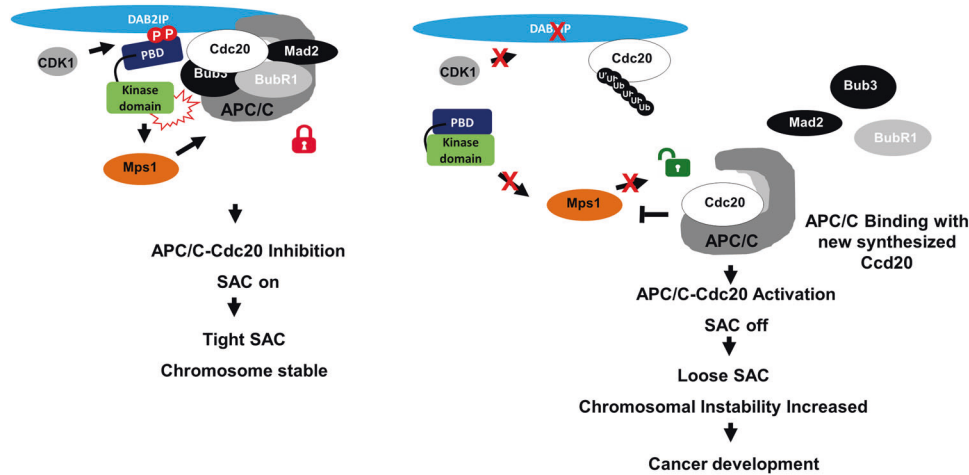 DAB2IP
P P
CDK1
PBD
Cdc20
Mad2
Kinase
domain
Bub3
BubR1
APC/C
Mps1
APC/C-Cdc20 Inhibition
SAC on
Tight SAC
Chromosome stable
CDK1
Cdc20
Ub
Ub
Ub
Ub
Ub
PBD
Kinase
domain
Mps1
Bub3
Mad2
BubR1
Cdc20
APC/C
APC/C Binding with
new synthesized
Ccd20
APC/C-Cdc20 Activation
SAC off
Loose SAC
Chromosomal Instability Increased
Cancer development